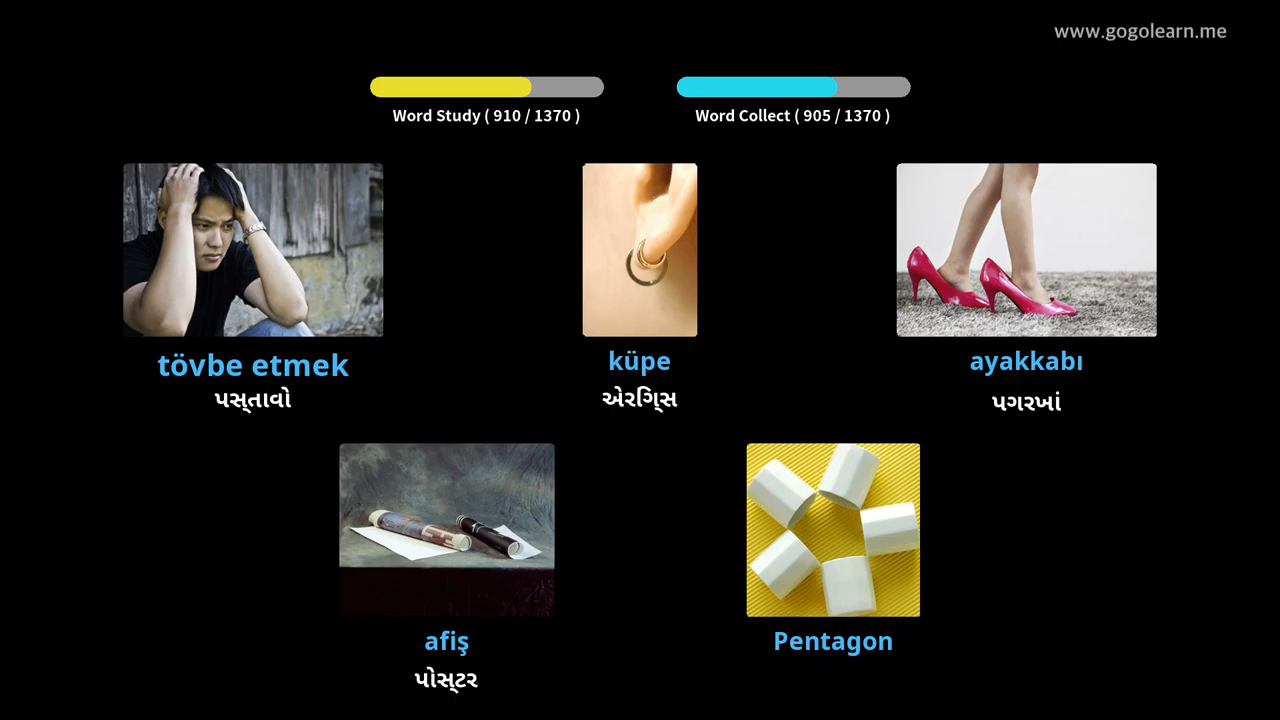 www.gogolearn.me
Word Study ( 910 / 1370 )
Word Collect ( 905 / 1370 )
tövbe etmek
પસ્તાવો
küpe
એરગ્સિ
ayakkabı
પગરખાં
afiş
પોસ્ટર
Pentagon